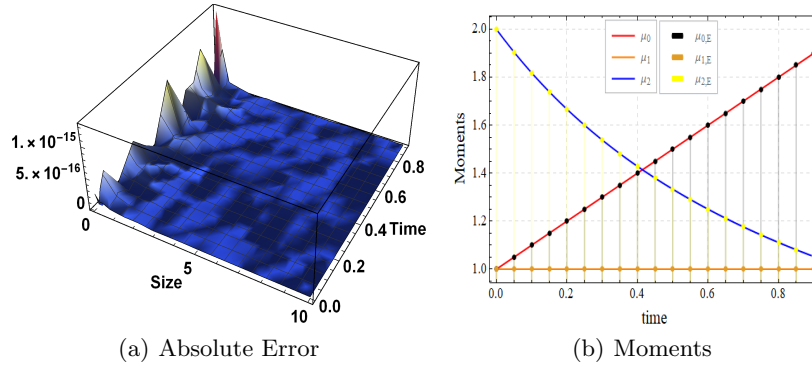 1.×10⁻¹⁵
5.×10⁻¹⁶
0
0
5
10
Size
0.0
0.2
0.4
0.6
0.8
Time
(a) Absolute Error
2.0
1.8
1.6
1.4
1.2
1.0
Moments
μ₀
μ₁
μ₂
μ₀,E
μ₁,E
μ₂,E
0.0 0.2 0.4 0.6 0.8
time
(b) Moments